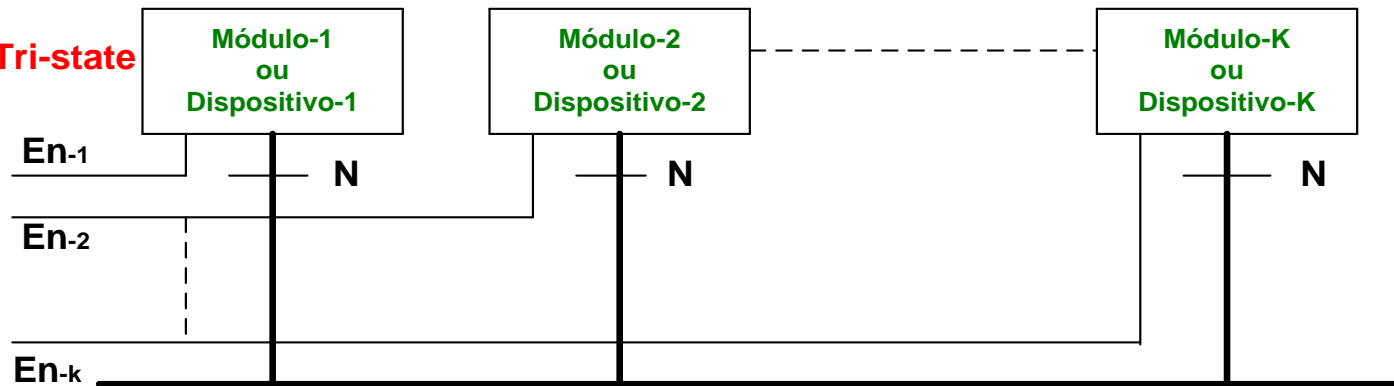 Tri-state
Módulo-1
ou
Dispositivo-1
Módulo-2
ou
Dispositivo-2
Módulo-K
ou
Dispositivo-K
En-1
N
N
N
En-2
En-k